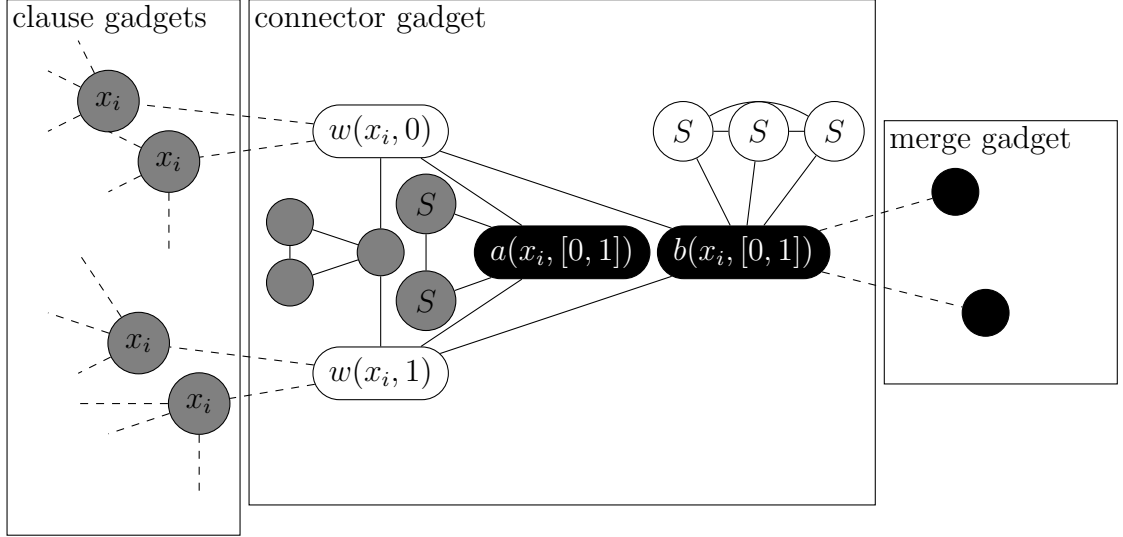 clause gadgets
connector gadget
merge gadget
x_i
x_i
w(x_i, 0)
S
S
S
S
a(x_i, [0, 1])
b(x_i, [0, 1])
S
x_i
w(x_i, 1)
x_i